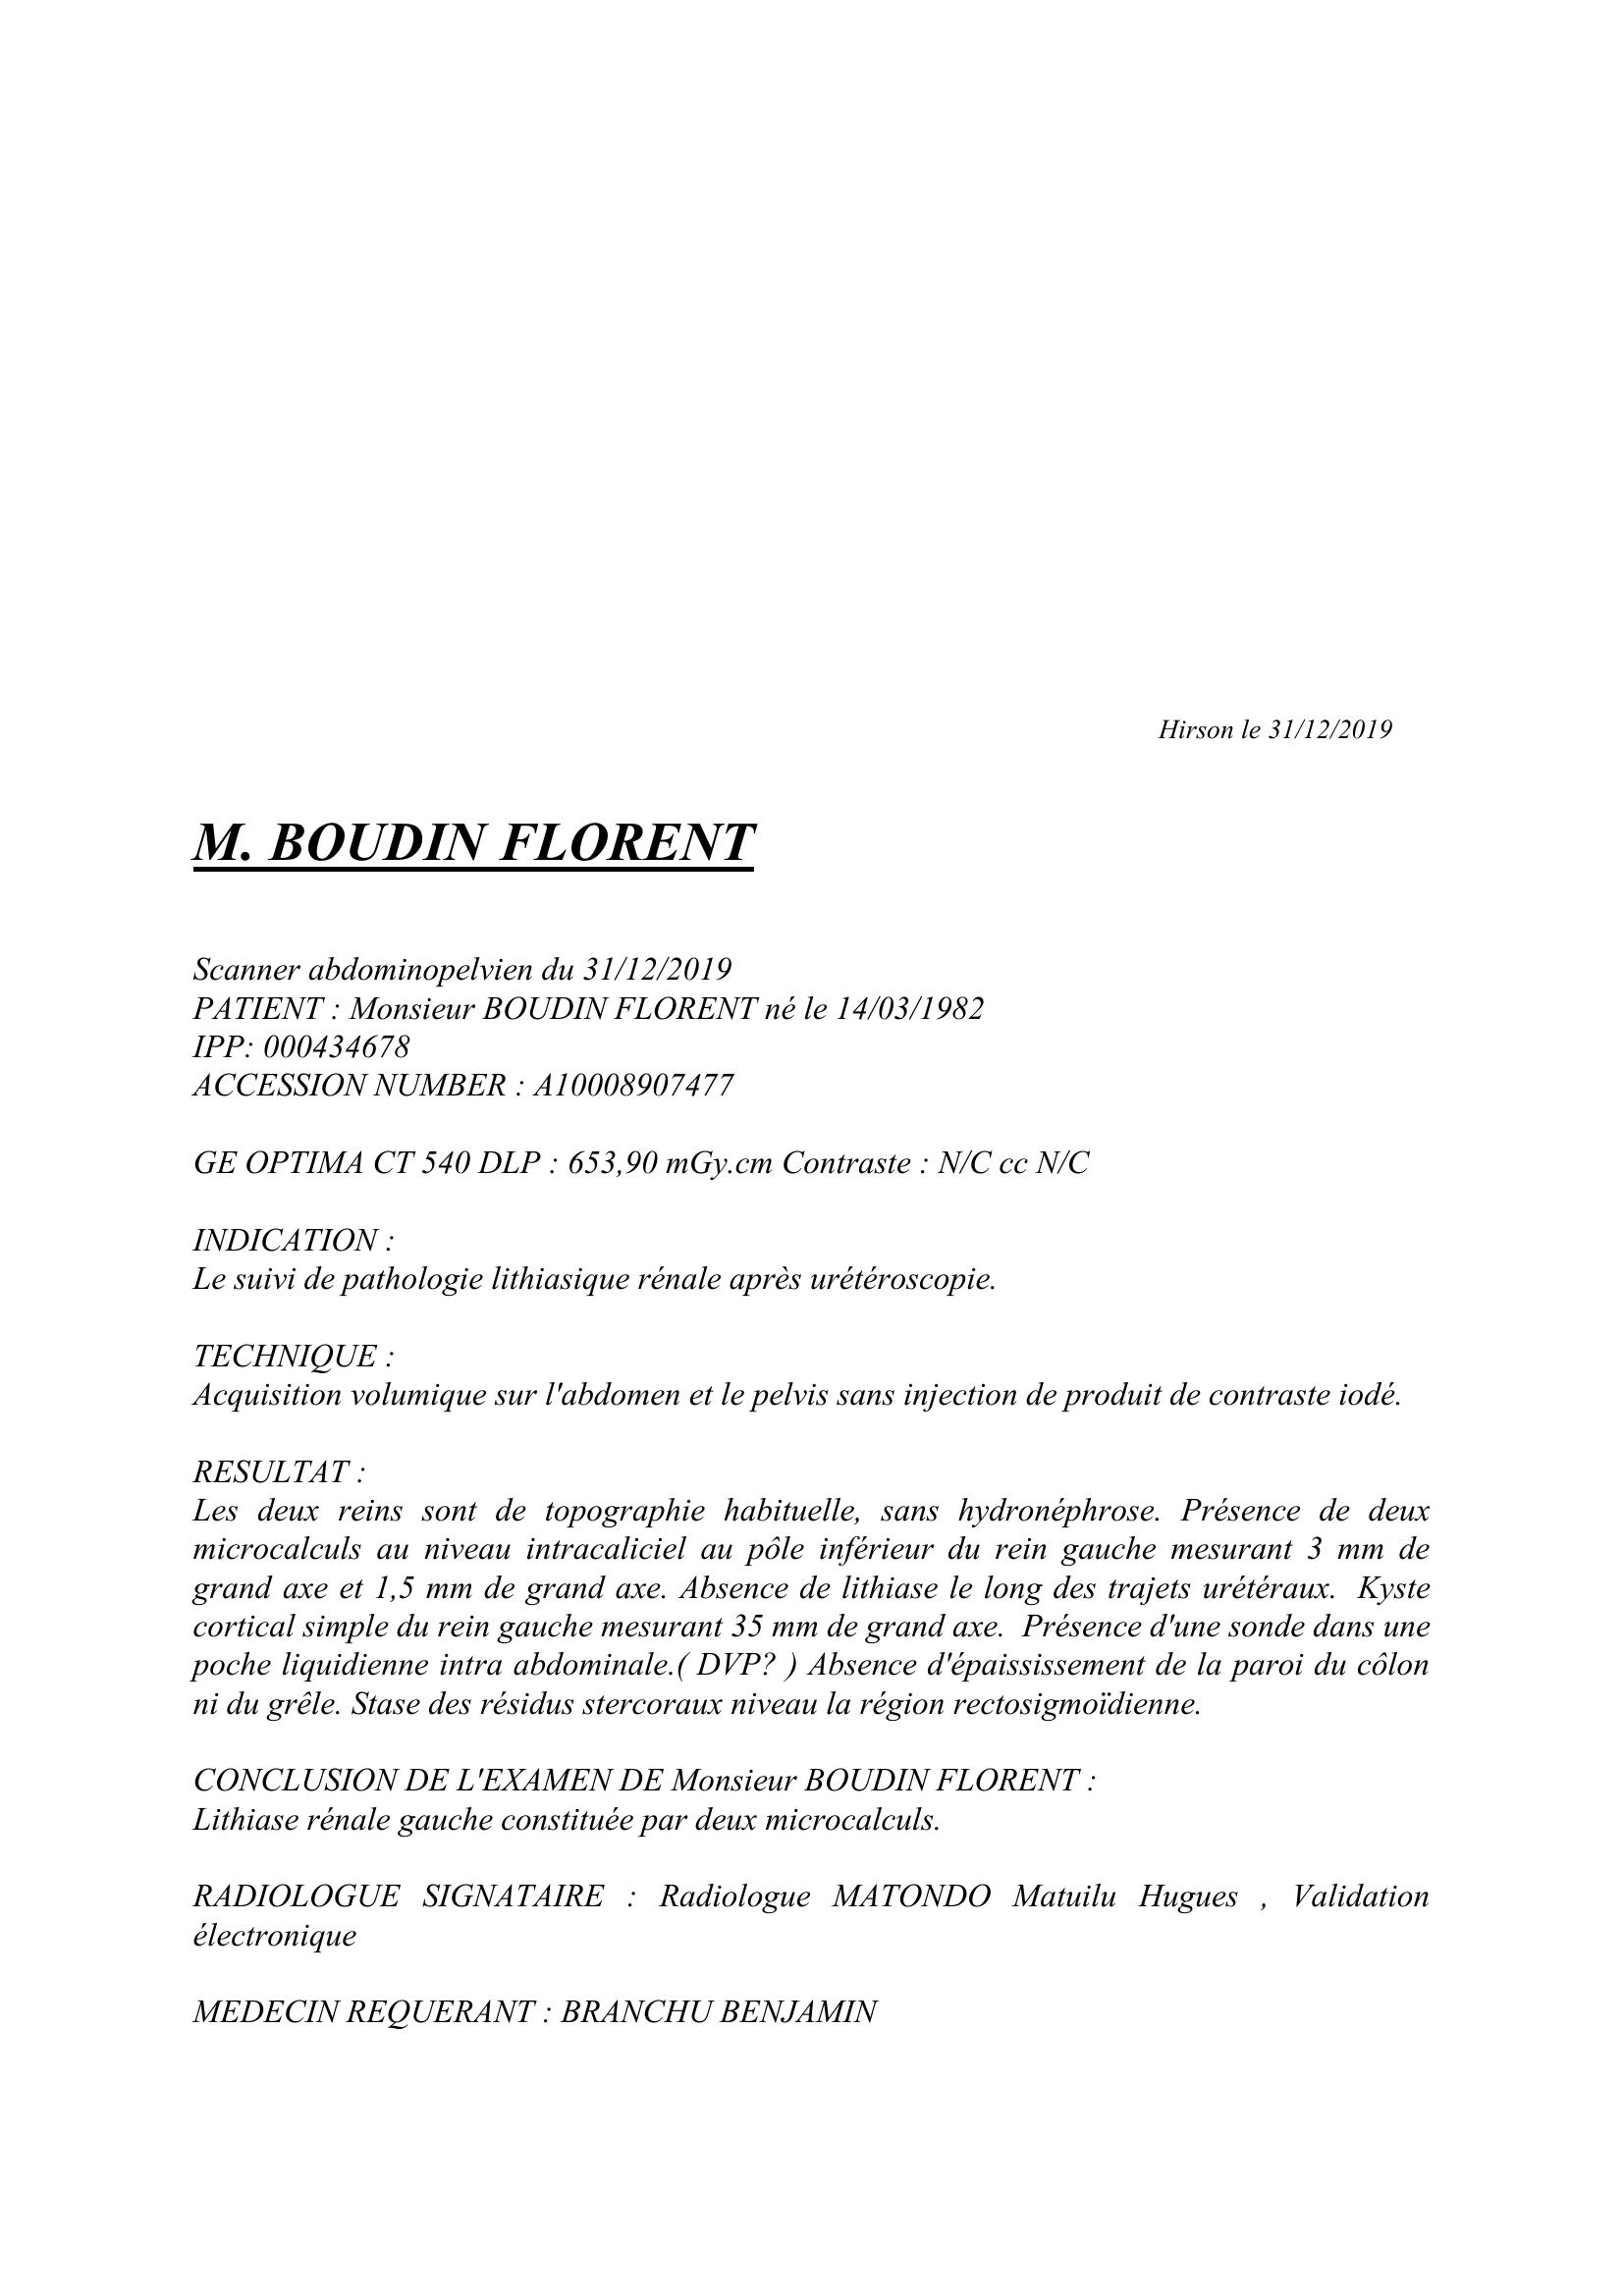 Hirson le 31/12/2019
M. BOUDIN FLORENT
Scanner abdominopelvien du 31/12/2019
PATIENT : Monsieur BOUDIN FLORENT né le 14/03/1982
IPP: 000434678
ACCESSION NUMBER : A10008907477
GE OPTIMA CT 540 DLP : 653,90 mGy.cm Contraste : N/C cc N/C
INDICATION :
Le suivi de pathologie lithiasique rénale après urétéroscopie.
TECHNIQUE :
Acquisition volumique sur l'abdomen et le pelvis sans injection de produit de contraste iodé.
RESULTAT :
Les deux reins sont de topographie habituelle, sans hydronéphrose. Présence de deux
microcalculs au niveau intracaliciel au pôle inférieur du rein gauche mesurant 3 mm de
grand axe et 1,5 mm de grand axe. Absence de lithiase le long des trajets urétéraux. Kyste
cortical simple du rein gauche mesurant 35 mm de grand axe. Présence d'une sonde dans une
poche liquidienne intra abdominale.( DVP? ) Absence d'épaississement de la paroi du côlon
ni du grêle. Stase des résidus stercoraux niveau la région rectosigmoïdienne.
CONCLUSION DE L'EXAMEN DE Monsieur BOUDIN FLORENT :
Lithiase rénale gauche constituée par deux microcalculs.
RADIOLOGUE SIGNATAIRE : Radiologue MATONDO Matuilu Hugues , Validation
électronique
MEDECIN REQUERANT : BRANCHU BENJAMIN